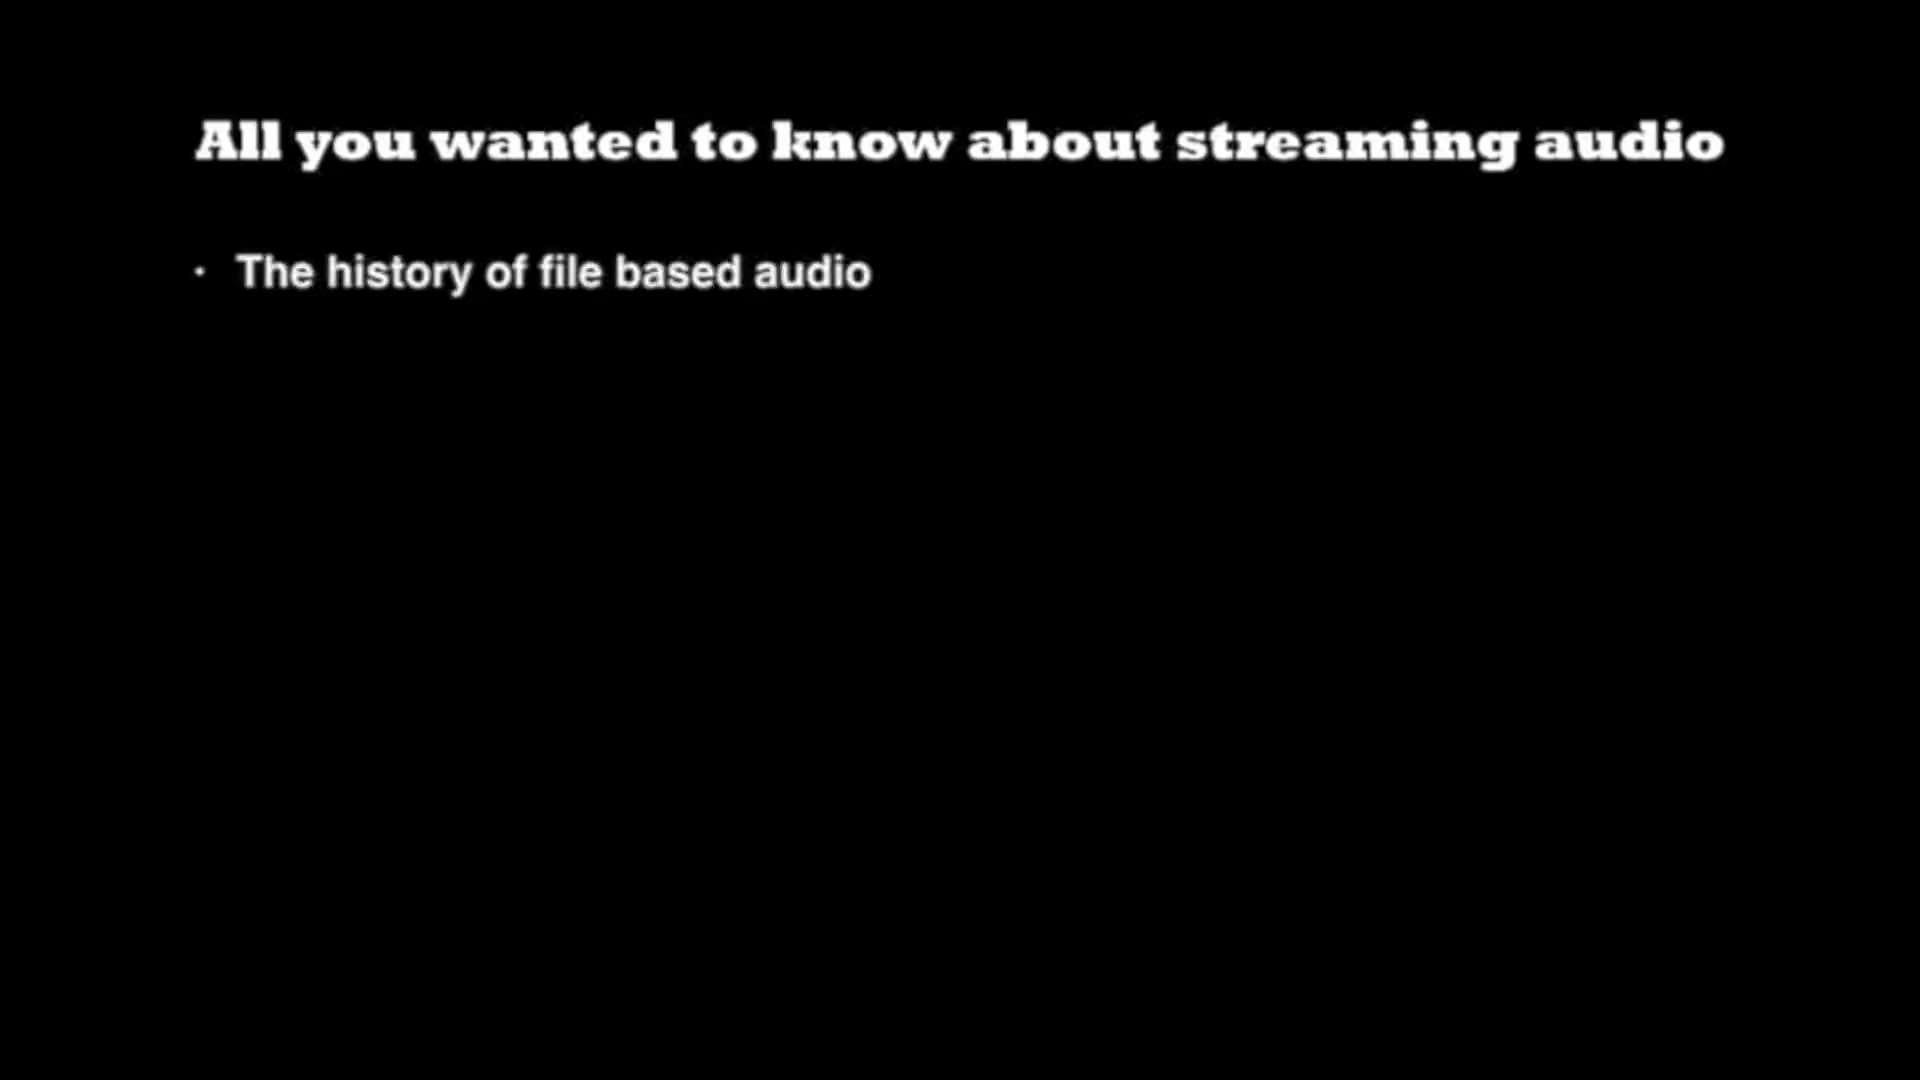 All you wanted to know about streaming audio
· The history of file based audio